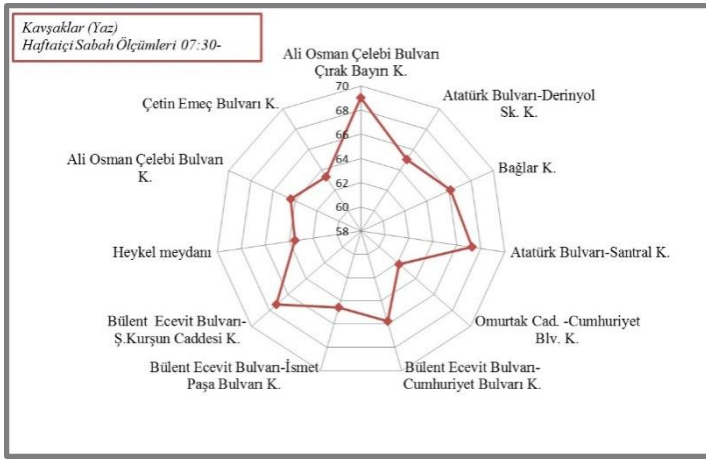 Kavşaklar (Yaz)
Haftaiçi Sabah Ölçümleri 07:30-
Ali Osman Çelebi Bulvarı
Çırak Bayırı K.
Atatürk Bulvarı-Derinyol
Sk. K.
Bağlar K.
Atatürk Bulvarı-Santral K.
Omurtak Cad. -Cumhuriyet
Blv. K.
Bülent Ecevit Bulvarı-
Cumhuriyet Bulvarı K.
Bülent Ecevit Bulvarı-İsmet
Paşa Bulvarı K.
Bülent Ecevit Bulvarı-
Ş.Kurşun Caddesi K.
Heykel meydanı
Ali Osman Çelebi Bulvarı
K.
Çetin Emeç Bulvarı K.
70
68
66
64
62
60
58